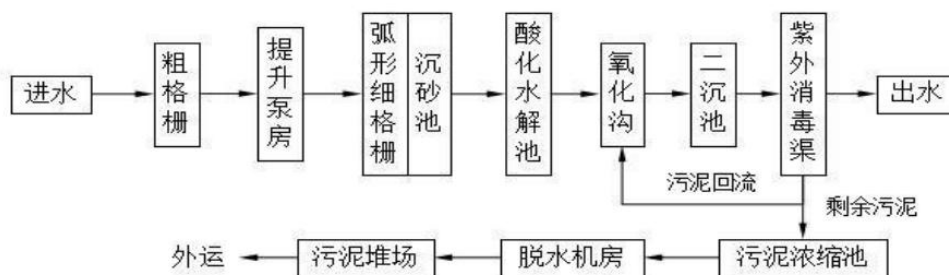 进水
粗格栅
提升泵房
弧形细格栅
沉砂池
酸化水解池
氧化沟
二沉池
紫外消毒渠
出水
污泥回流
剩余污泥
外运
污泥堆场
脱水机房
污泥浓缩池